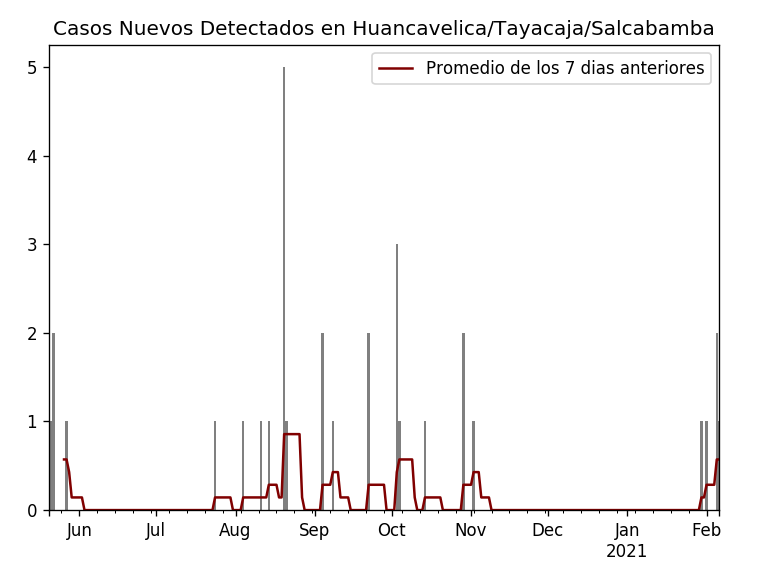 Casos Nuevos Detectados en Huancavelica/Tayacaja/Salcabamba
Promedio de los 7 dias anteriores
5
4
3
2
1
0
Jun Jul Aug Sep Oct Nov Dec Jan Feb
2021